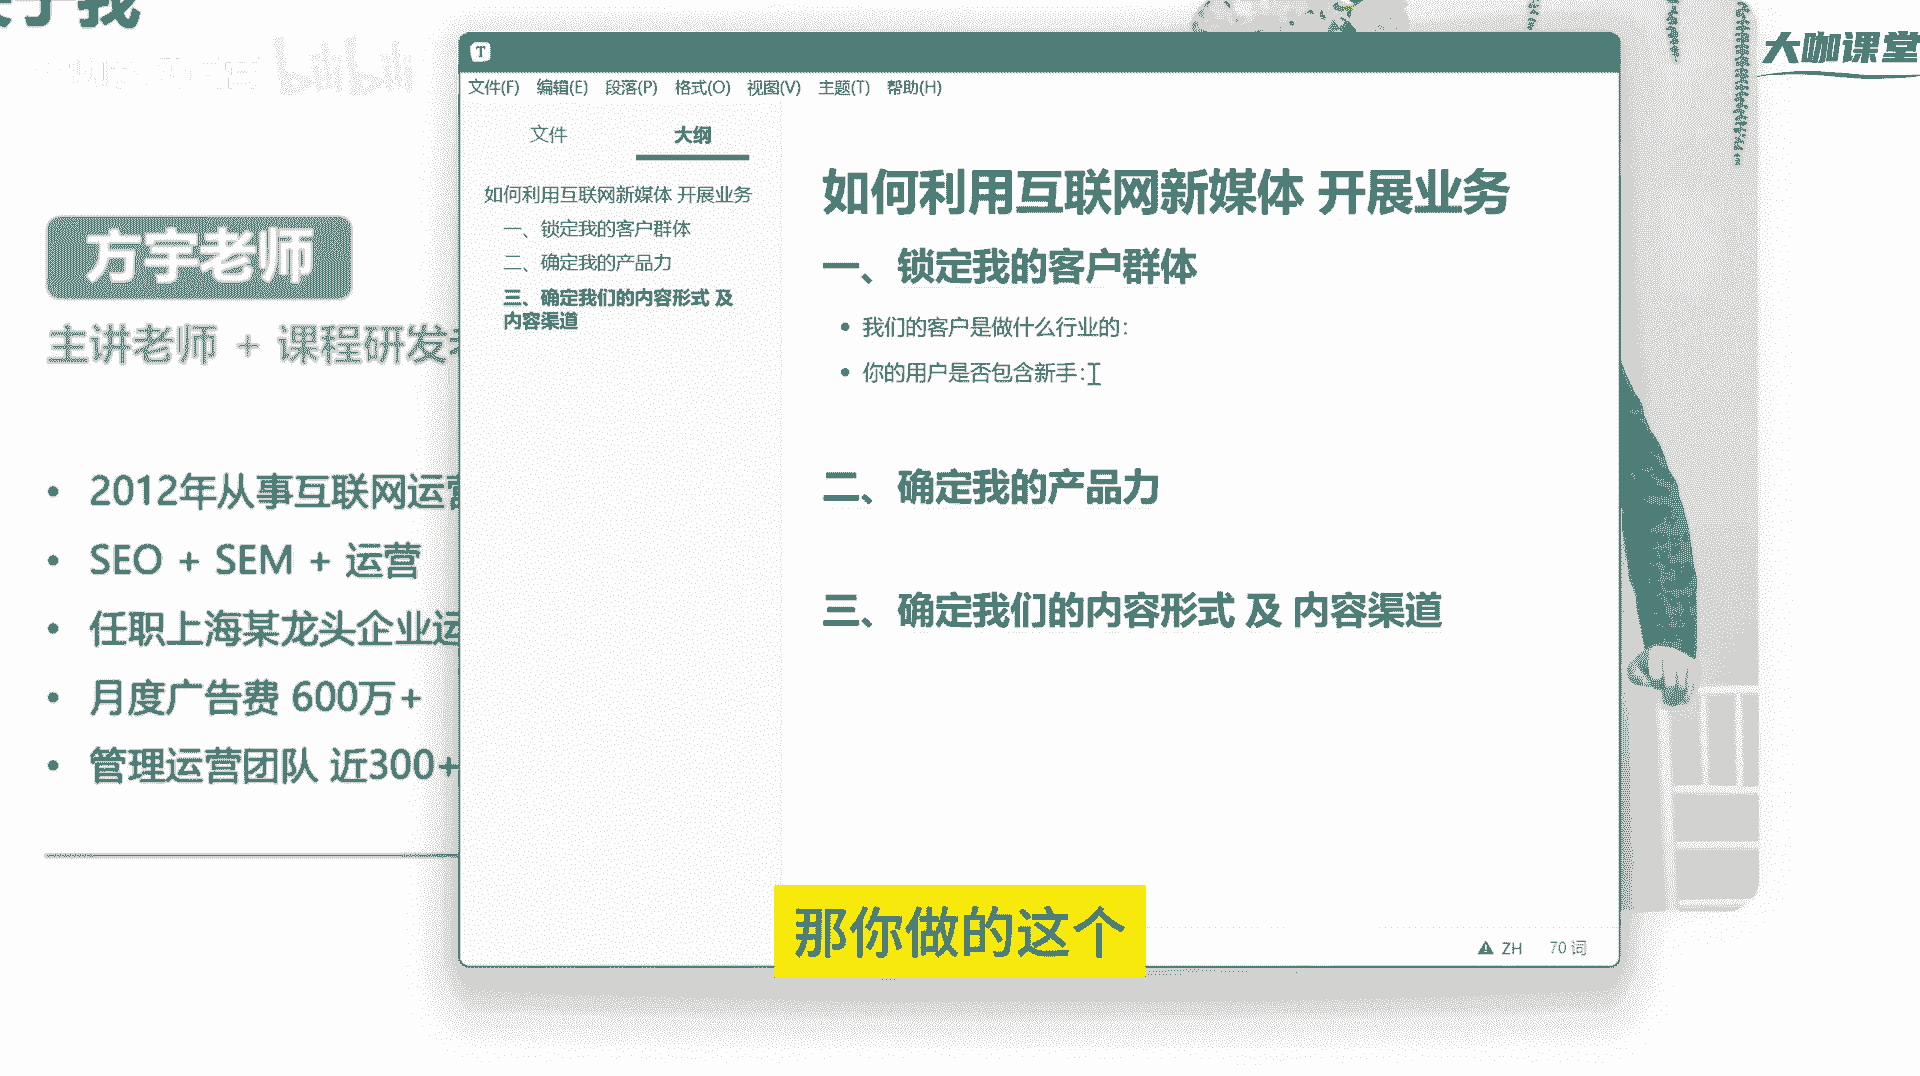 大咖课堂
方宇老师
主讲老师 + 课程研发
2012年从事互联网运营
SEO + SEM + 运营
任职上海某龙头企业运
月度广告费 600万+
管理运营团队 近300+
bilibili
T
文件(F) 编辑(E) 段落(P) 格式(O) 视图(V) 主题(T) 帮助(H)
文件 大纲
如何利用互联网新媒体 开展业务
一、锁定我的客户群体
二、确定我的产品力
三、确定我们的内容形式 及
内容渠道
如何利用互联网新媒体 开展业务
一、锁定我的客户群体
我们的客户是做什么行业的：
你的用户是否包含新手：
二、确定我的产品力
三、确定我们的内容形式 及 内容渠道
ZH 70 词
那你做的这个